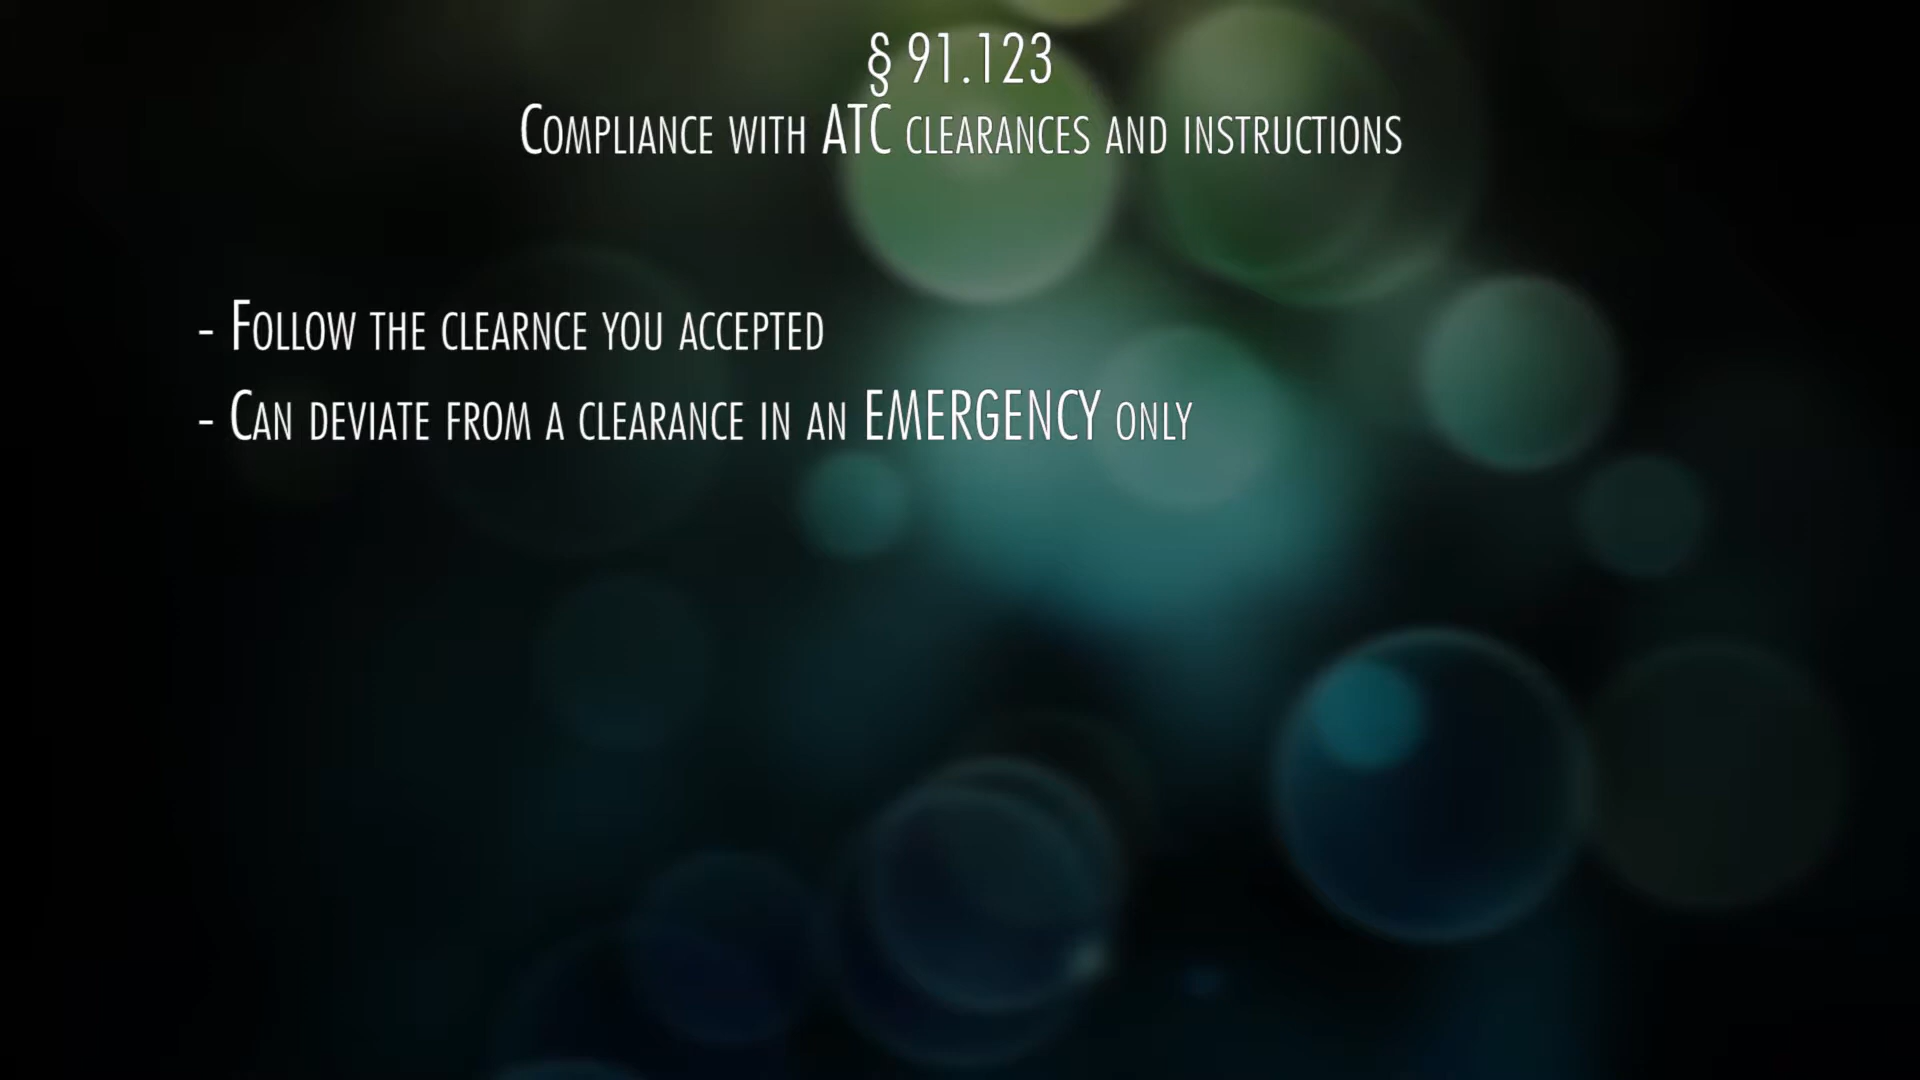 § 91.123
Compliance with ATC clearances and instructions
- Follow the clearnce you accepted
- Can deviate from a clearance in an EMERGENCY only